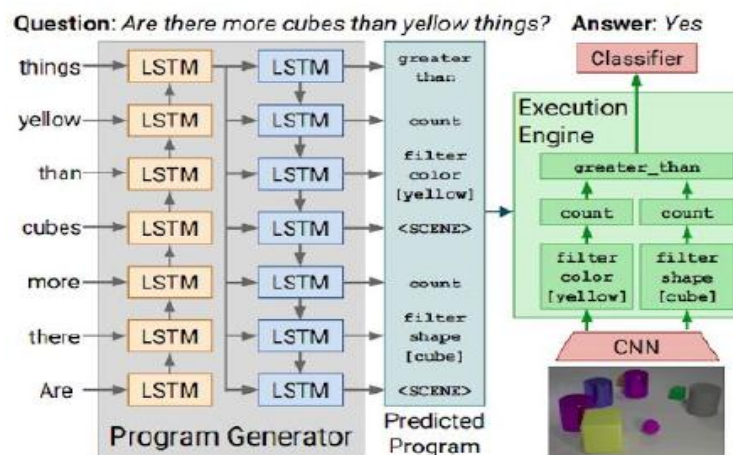 Question: Are there more cubes than yellow things? Answer: Yes
things
LSTM
LSTM
greater
than
yellow
LSTM
LSTM
count
than
LSTM
LSTM
filter
color
[yellow]
cubes
LSTM
LSTM
<SCENE>
more
LSTM
LSTM
count
there
LSTM
LSTM
filter
shape
[cube]
Are
LSTM
LSTM
<SCENE>
Program Generator
Predicted
Program
Classifier
Execution
Engine
greater_than
count
count
filter
color
[yellow]
filter
shape
[cube]
CNN